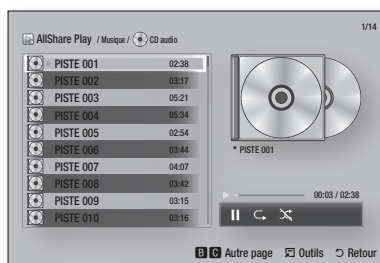 1/14
AllShare Play / Musique / CD audio
PISTE 001 02:38
PISTE 002 03:17
PISTE 003 05:21
PISTE 004 05:34
PISTE 005 02:54
PISTE 006 03:44
PISTE 007 04:07
PISTE 008 03:42
PISTE 009 03:15
PISTE 010 03:16
* PISTE 001
00:03 / 02:38
B C Autre page Outils Retour